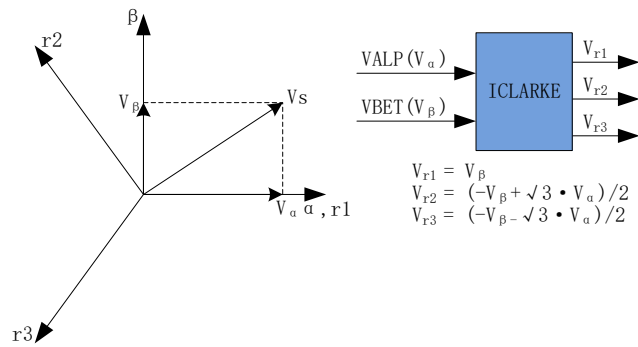 β
r2
Vβ
Vs
Vα α,r1
r3
VALP(Vα)
VBET(Vβ)
ICLARKE
Vr1
Vr2
Vr3
Vr1 = Vβ
Vr2 = (-Vβ+√3•Vα)/2
Vr3 = (-Vβ-√3•Vα)/2